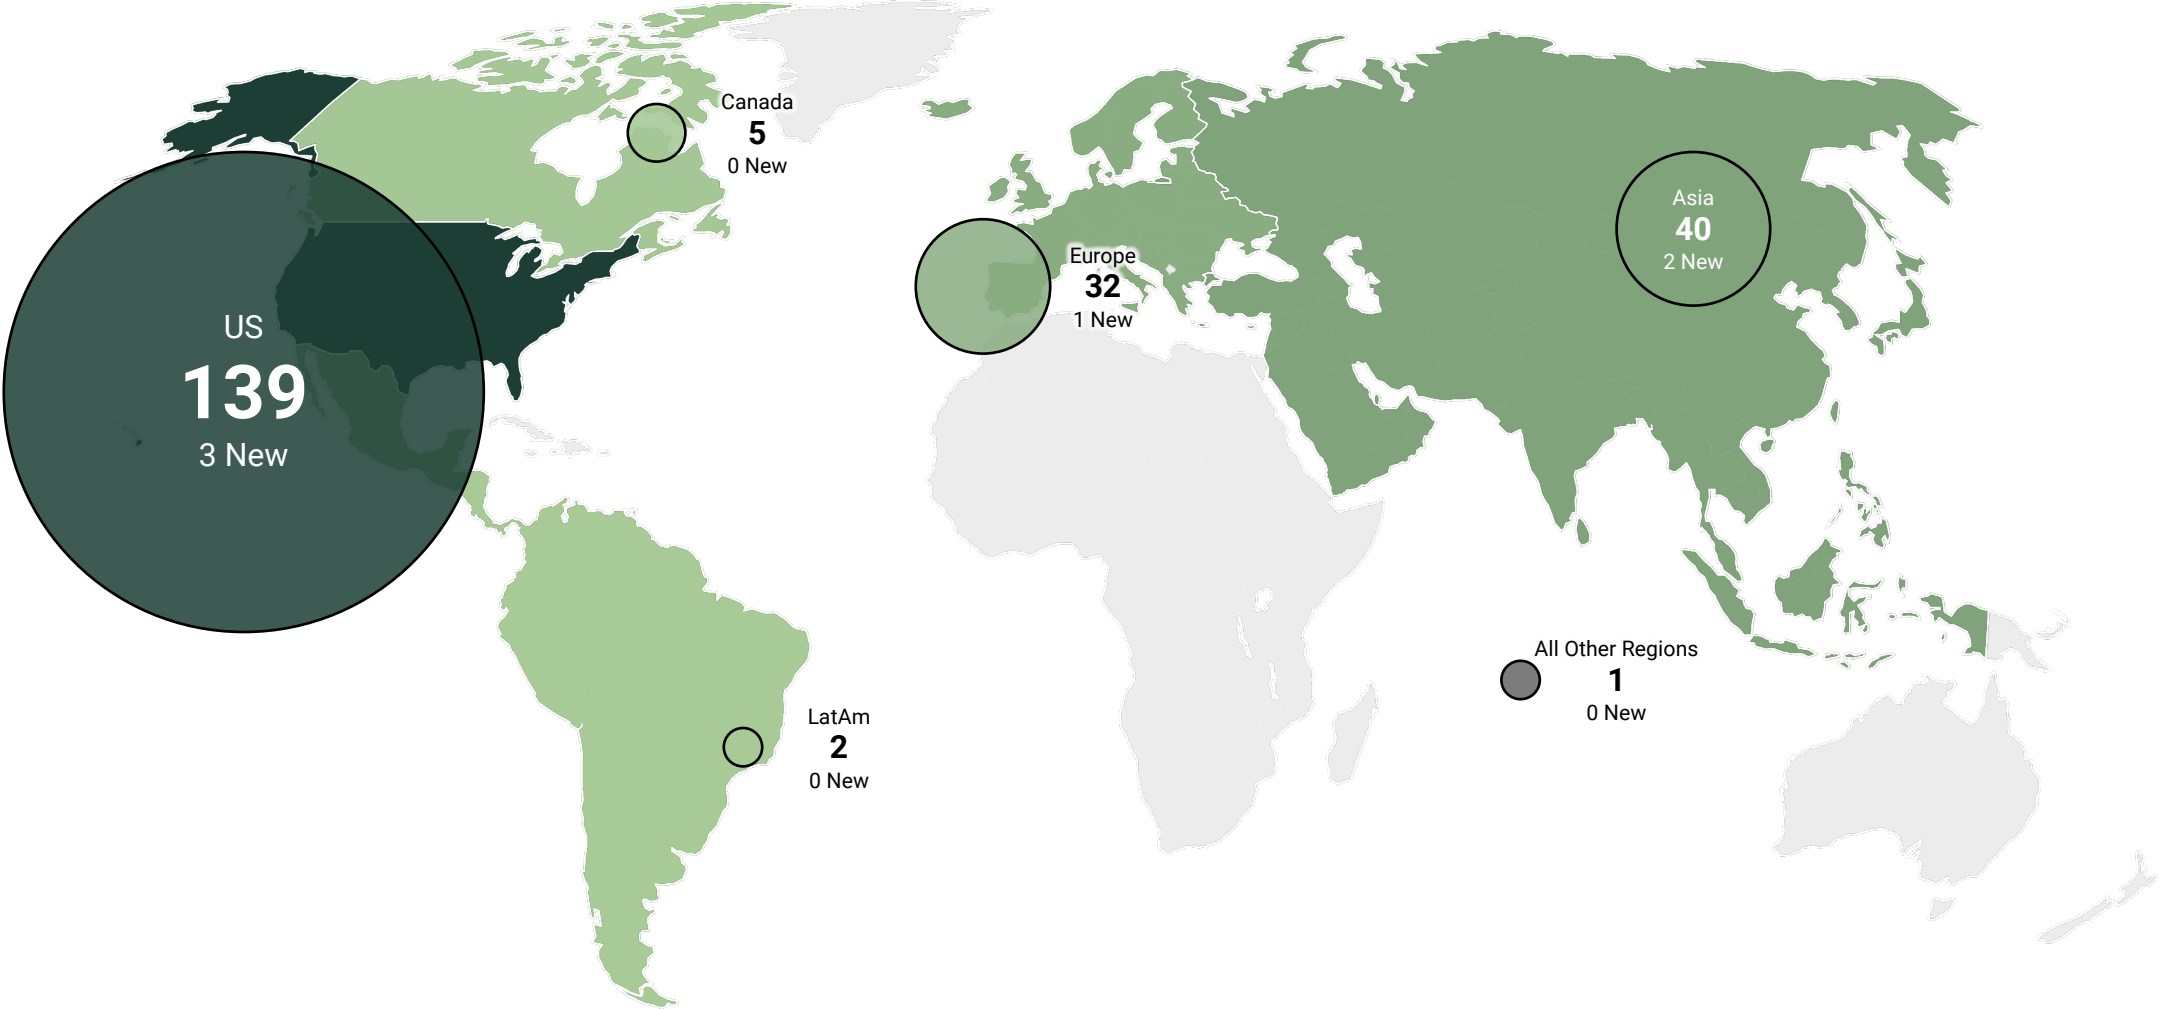 Canada
5
0 New
US
139
3 New
Europe
32
1 New
Asia
40
2 New
LatAm
2
0 New
All Other Regions
1
0 New